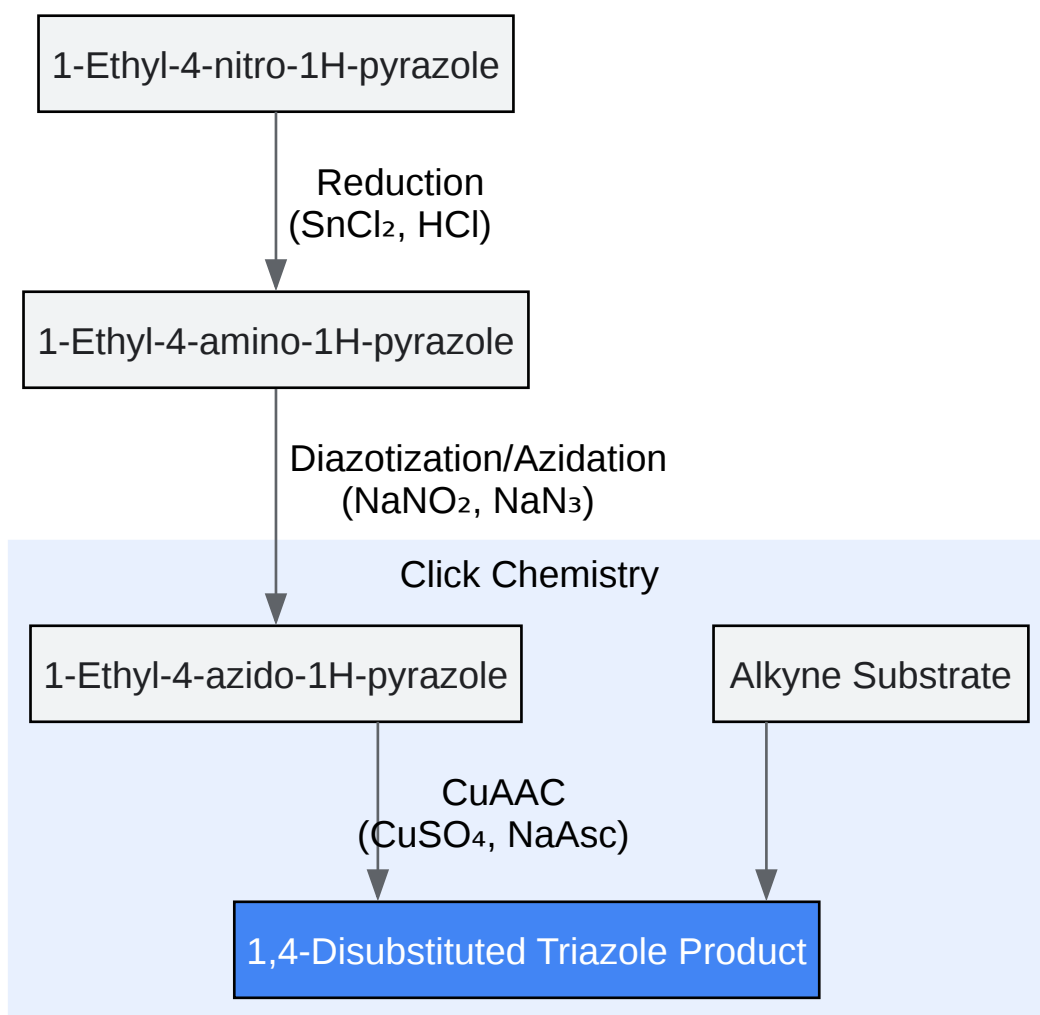 1-Ethyl-4-nitro-1H-pyrazole
Reduction
(SnCl₂, HCl)
1-Ethyl-4-amino-1H-pyrazole
Diazotization/Azidation
(NaNO₂, NaN₃)
Click Chemistry
1-Ethyl-4-azido-1H-pyrazole
Alkyne Substrate
CuAAC
(CuSO₄, NaAsc)
1,4-Disubstituted Triazole Product